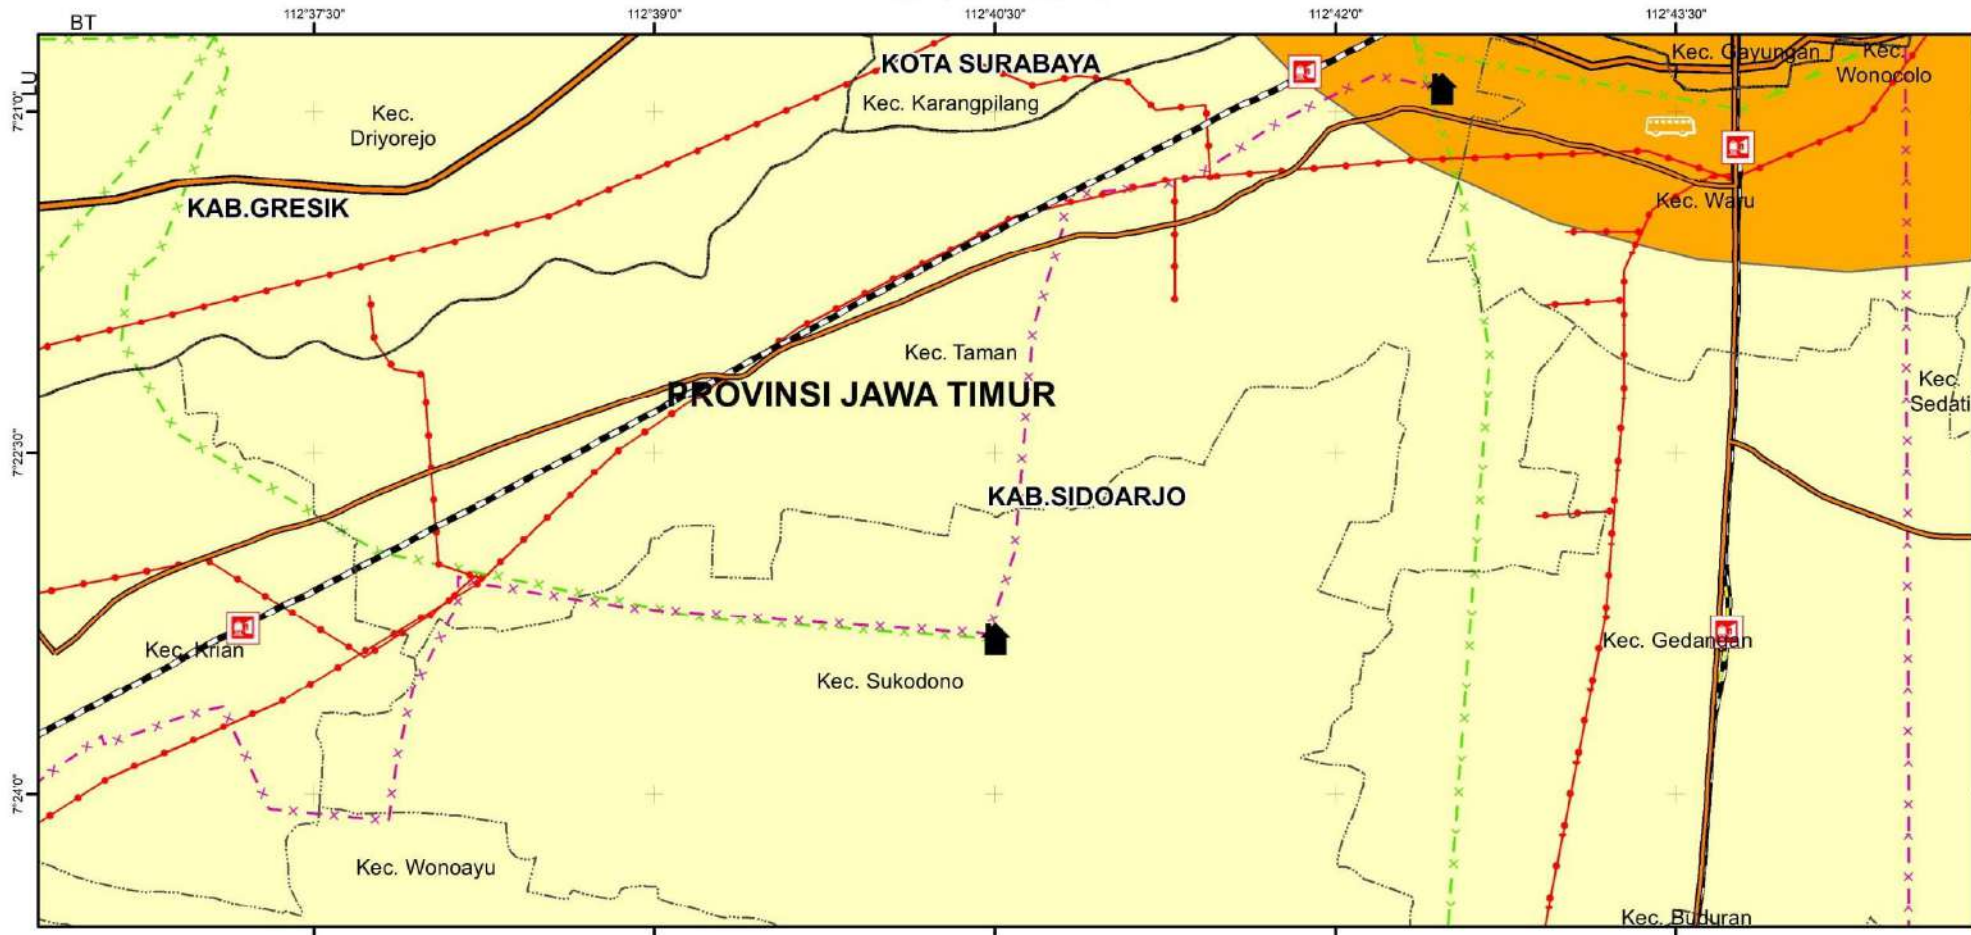 BT
112°37'30"
112°39'0"
112°40'30"
112°42'0"
112°43'30"
LU
7°21'0"
7°22'30"
7°24'0"
KOTA SURABAYA
Kec. Gayungan
Kec.
Wonocolo
Kec.
Driyorejo
Kec. Karangpilang
KAB.GRESIK
Kec. Waru
Kec. Taman
PROVINSI JAWA TIMUR
Kec.
Sedati
KAB.SIDOARJO
Kec. Krian
Kec. Gedangan
Kec. Sukodono
Kec. Wonoayu
Kec. Buduran